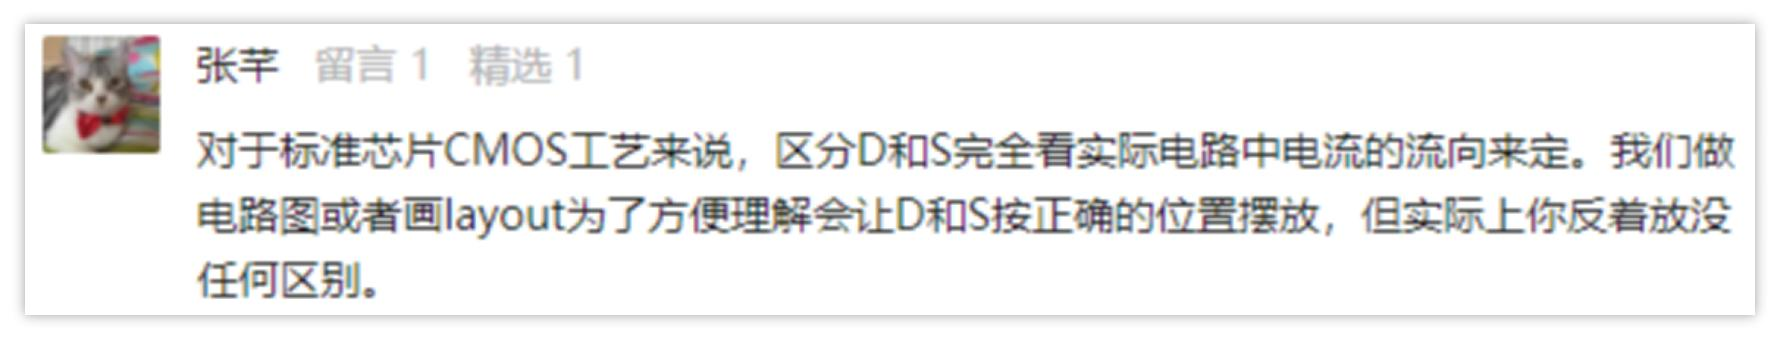 张芊 留言 1 精选 1
对于标准芯片CMOS工艺来说，区分D和S完全看实际电路中电流的流向来定。我们做
电路图或者画layout为了方便理解会让D和S按正确的位置摆放，但实际上你反着放没
任何区别。